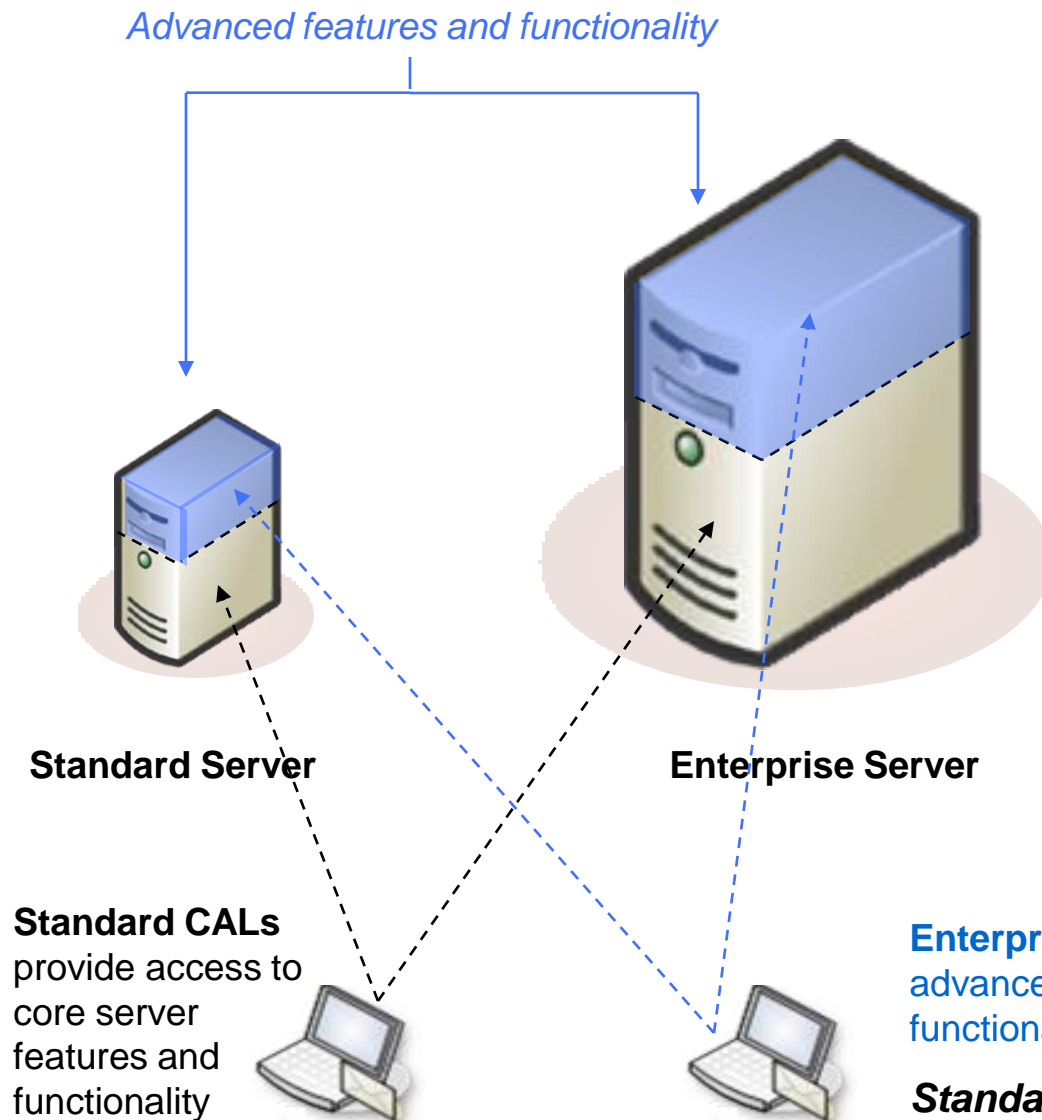 Advanced features and functionality
Standard Server
Enterprise Server
Standard CALs
provide access to
core server
features and
functionality